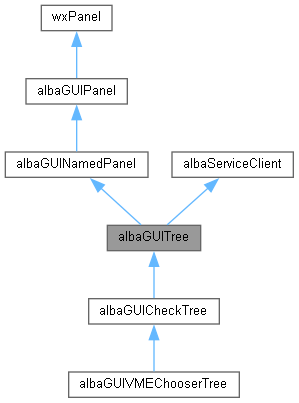 wxPanel
albaGUIPanel
albaGUINamedPanel
albaServiceClient
albaGUITree
albaGUICheckTree
albaGUIVMEChooserTree